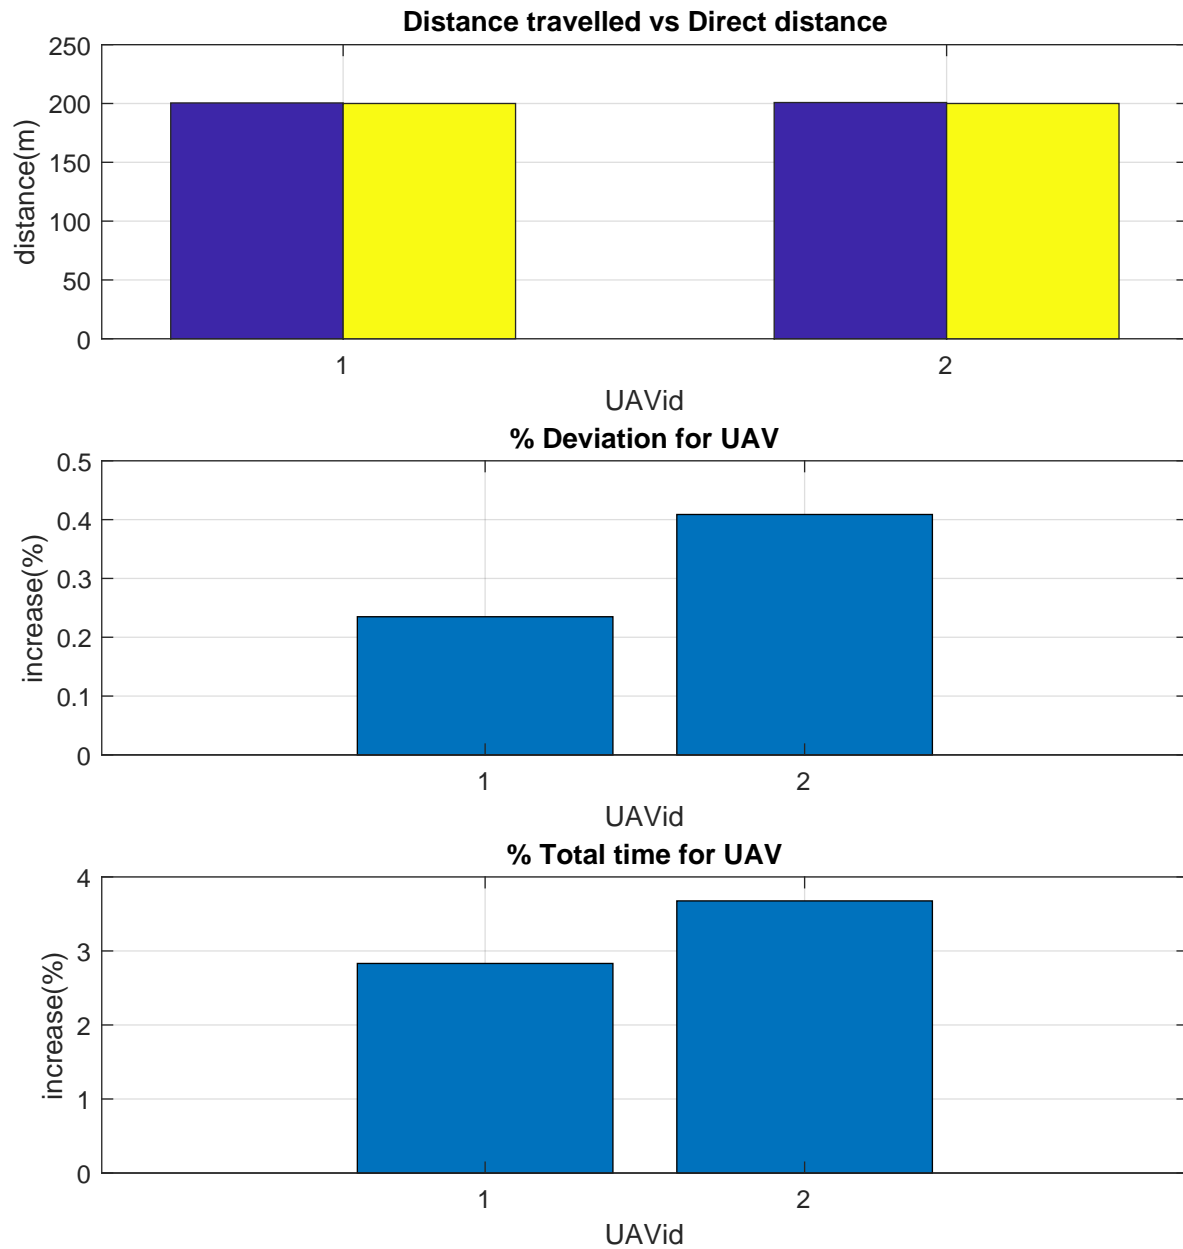 Distance travelled vs Direct distance
250
200
150
100
50
0
distance(m)
1 2
UAVid
% Deviation for UAV
0.5
0.4
0.3
0.2
0.1
0
increase(%)
1 2
UAVid
% Total time for UAV
4
3
2
1
0
increase(%)
1 2
UAVid